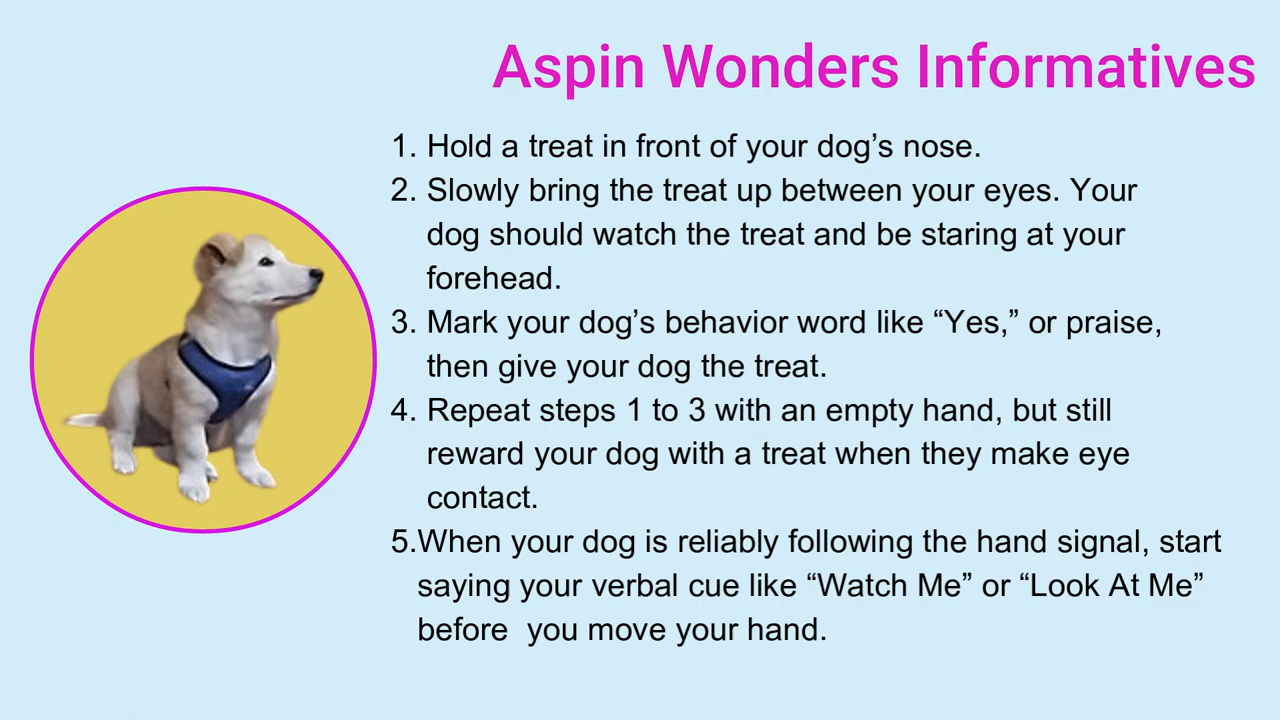 Aspin Wonders Informatives
1. Hold a treat in front of your dog’s nose.
2. Slowly bring the treat up between your eyes. Your
dog should watch the treat and be staring at your
forehead.
3. Mark your dog’s behavior word like “Yes,” or praise,
then give your dog the treat.
4. Repeat steps 1 to 3 with an empty hand, but still
reward your dog with a treat when they make eye
contact.
5.When your dog is reliably following the hand signal, start
saying your verbal cue like “Watch Me” or “Look At Me”
before  you move your hand.